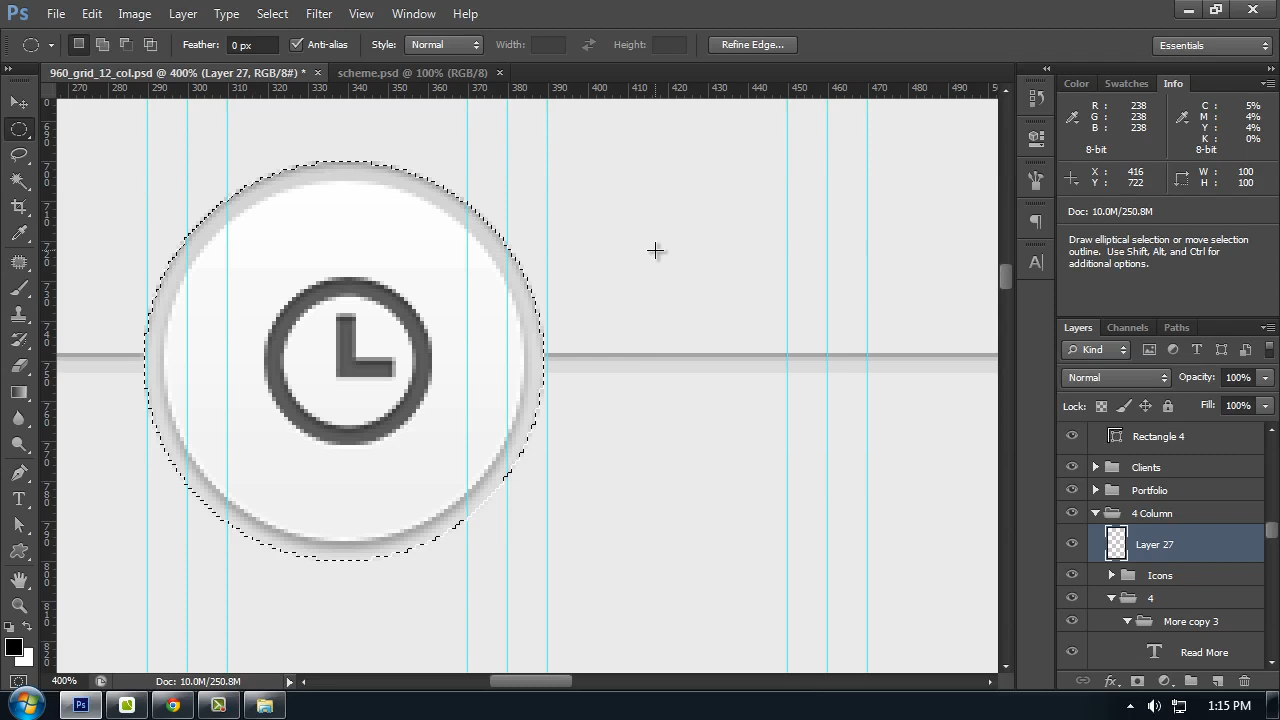 Ps File Edit Image Layer Type Select Filter View Window Help
Feather: 0 px Anti-alias Style: Normal Width: Height: Refine Edge... Essentials
960_grid_12_col.psd @ 400% (Layer 27, RGB/8#) * × scheme.psd @ 100% (RGB/8) ×
270 280 290 300 310 320 330 340 350 360 370 380 390 400 410 420 430 440 450 460 470 480 490
Color Swatches Info
R : 238 C : 5%
G : 238 M : 4%
B : 238 Y : 4%
K : 0%
8-bit 8-bit
X : 416 W : 100
Y : 722 H : 100
Doc: 10.0M/250.8M
Draw elliptical selection or move selection
outline. Use Shift, Alt, and Ctrl for
additional options.
Layers Channels Paths
Kind
Normal Opacity: 100%
Lock: Fill: 100%
Rectangle 4
Clients
Portfolio
4 Column
Layer 27
Icons
4
More copy 3
T Read More
400% Doc: 10.0M/250.8M
1:15 PM